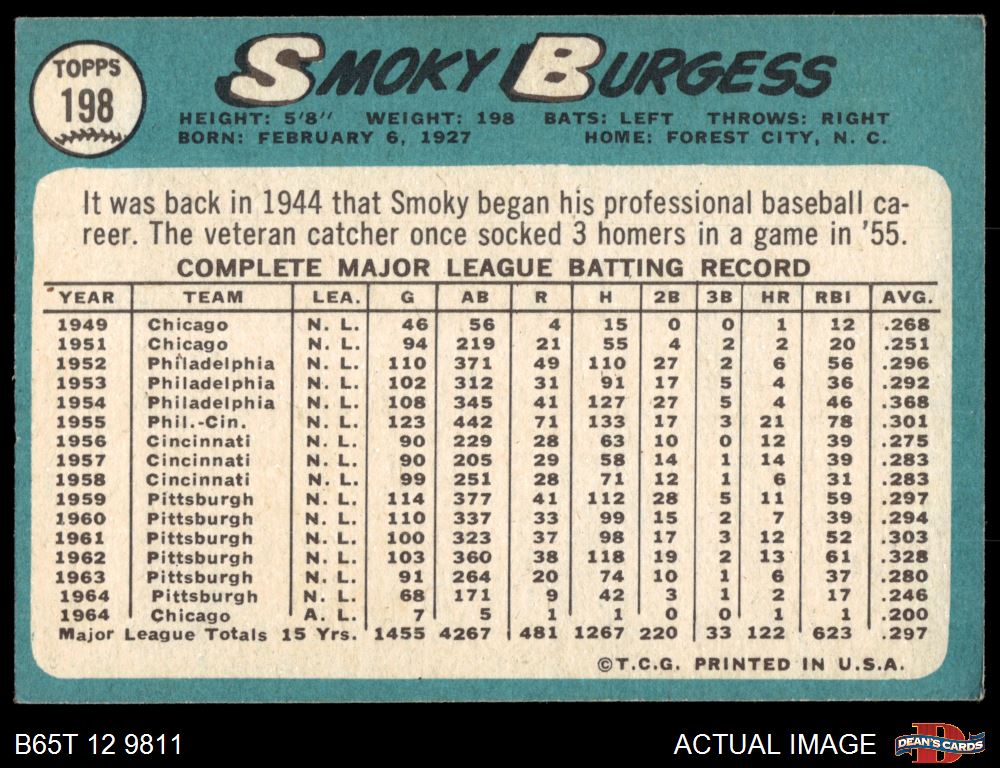 TOPPS
198
SMOKY BURGESS
HEIGHT: 5'8" WEIGHT: 198 BATS: LEFT THROWS: RIGHT
BORN: FEBRUARY 6, 1927 HOME: FOREST CITY, N. C.
It was back in 1944 that Smoky began his professional baseball ca-
reer. The veteran catcher once socked 3 homers in a game in '55.
COMPLETE MAJOR LEAGUE BATTING RECORD
YEAR TEAM LEA. G AB R H 2B 3B HR RBI AVG.
1949 Chicago N. L. 46 56 4 15 0 0 1 12 .268
1951 Chicago N. L. 94 219 21 55 4 2 2 20 .251
1952 Philadelphia N. L. 110 371 49 110 27 2 6 56 .296
1953 Philadelphia N. L. 102 312 31 91 17 5 4 36 .292
1954 Philadelphia N. L. 108 345 41 127 27 5 4 46 .368
1955 Phil.-Cin. N. L. 123 442 71 133 17 3 21 78 .301
1956 Cincinnati N. L. 90 229 28 63 10 0 12 39 .275
1957 Cincinnati N. L. 90 205 29 58 14 1 14 39 .283
1958 Cincinnati N. L. 99 251 28 71 12 1 6 31 .283
1959 Pittsburgh N. L. 114 377 41 112 28 5 11 59 .297
1960 Pittsburgh N. L. 110 337 33 99 15 2 7 39 .294
1961 Pittsburgh N. L. 100 323 37 98 17 3 12 52 .303
1962 Pittsburgh N. L. 103 360 38 118 19 2 13 61 .328
1963 Pittsburgh N. L. 91 264 20 74 10 1 6 37 .280
1964 Pittsburgh N. L. 68 171 9 42 3 1 2 17 .246
1964 Chicago A. L. 7 5 1 1 0 0 1 1 .200
Major League Totals 15 Yrs. 1455 4267 481 1267 220 33 122 623 .297
©T.C.G. PRINTED IN U.S.A.
B65T 12 9811
ACTUAL IMAGE
D
DEAN'S CARDS